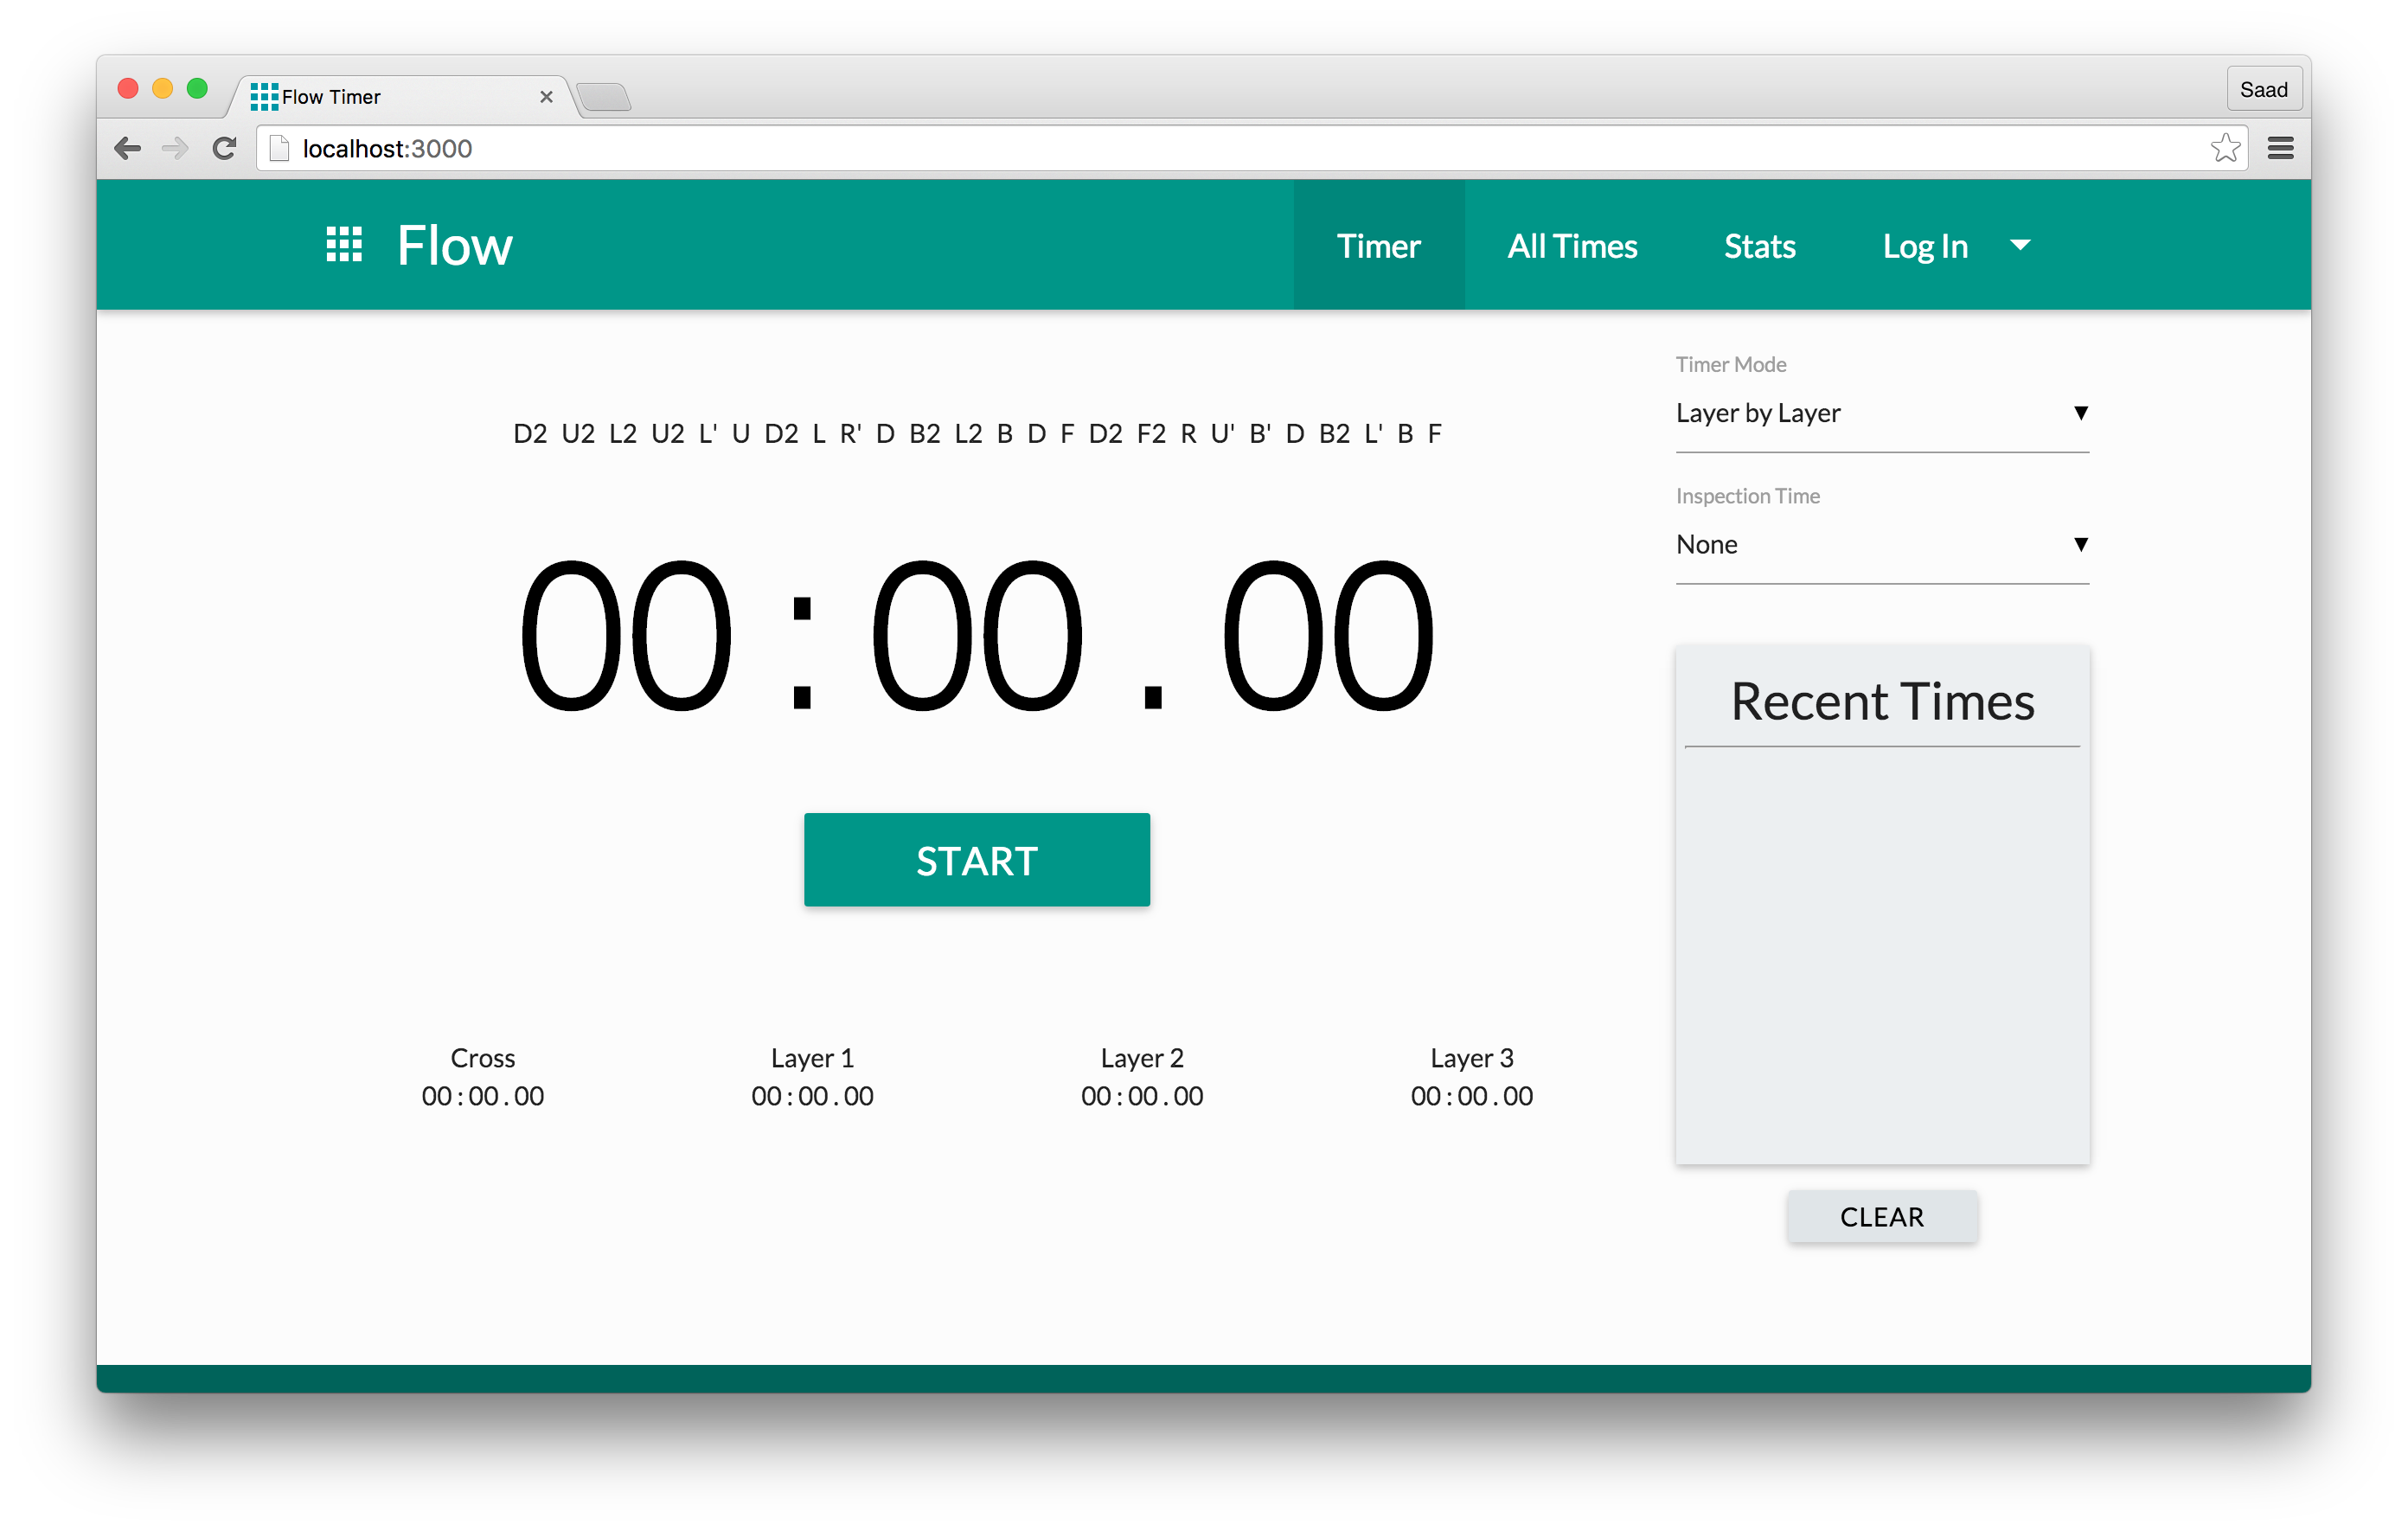 Flow Timer
Saad
localhost:3000
Flow
Timer All Times Stats Log In
D2 U2 L2 U2 L' U D2 L R' D B2 L2 B D F D2 F2 R U' B' D B2 L' B F
00:00.00
START
Cross
00:00.00
Layer 1
00:00.00
Layer 2
00:00.00
Layer 3
00:00.00
Timer Mode
Layer by Layer
Inspection Time
None
Recent Times
CLEAR